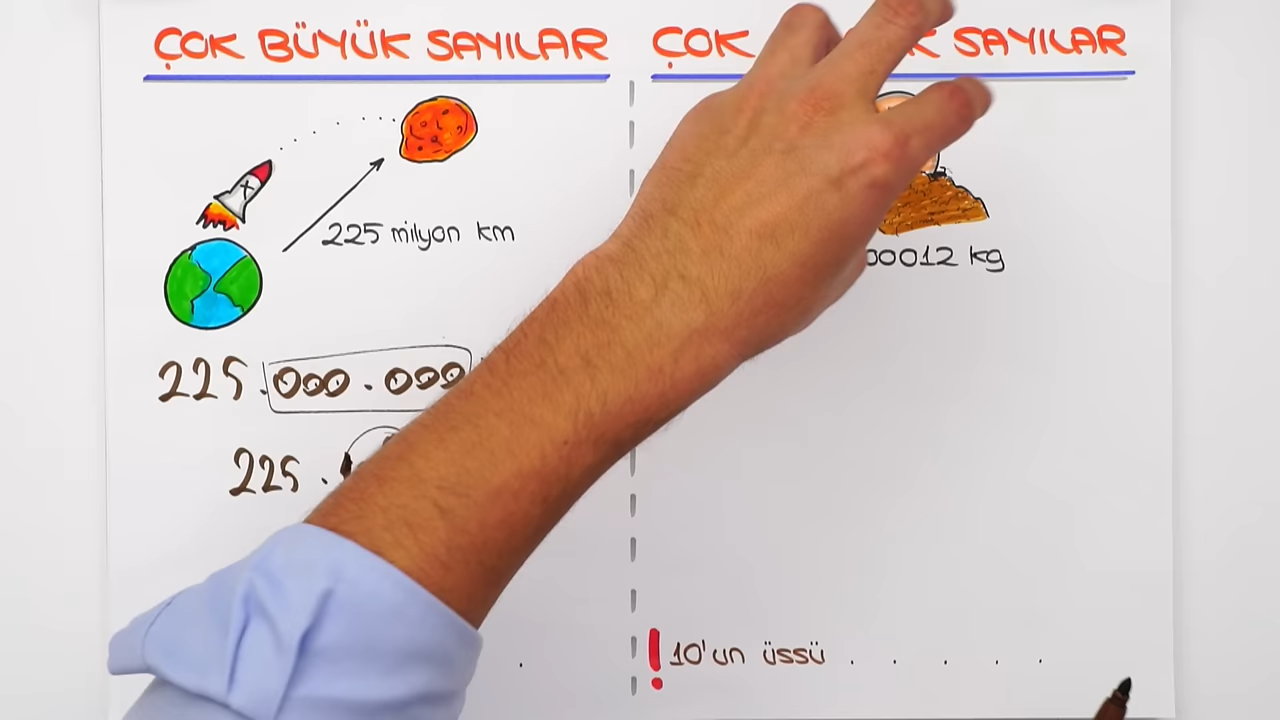 ÇOK BÜYÜK SAYILAR
225 milyon km
225.000.000
225.
ÇOK SAYILAR
00012 kg
! 10'un üssü . . . . .